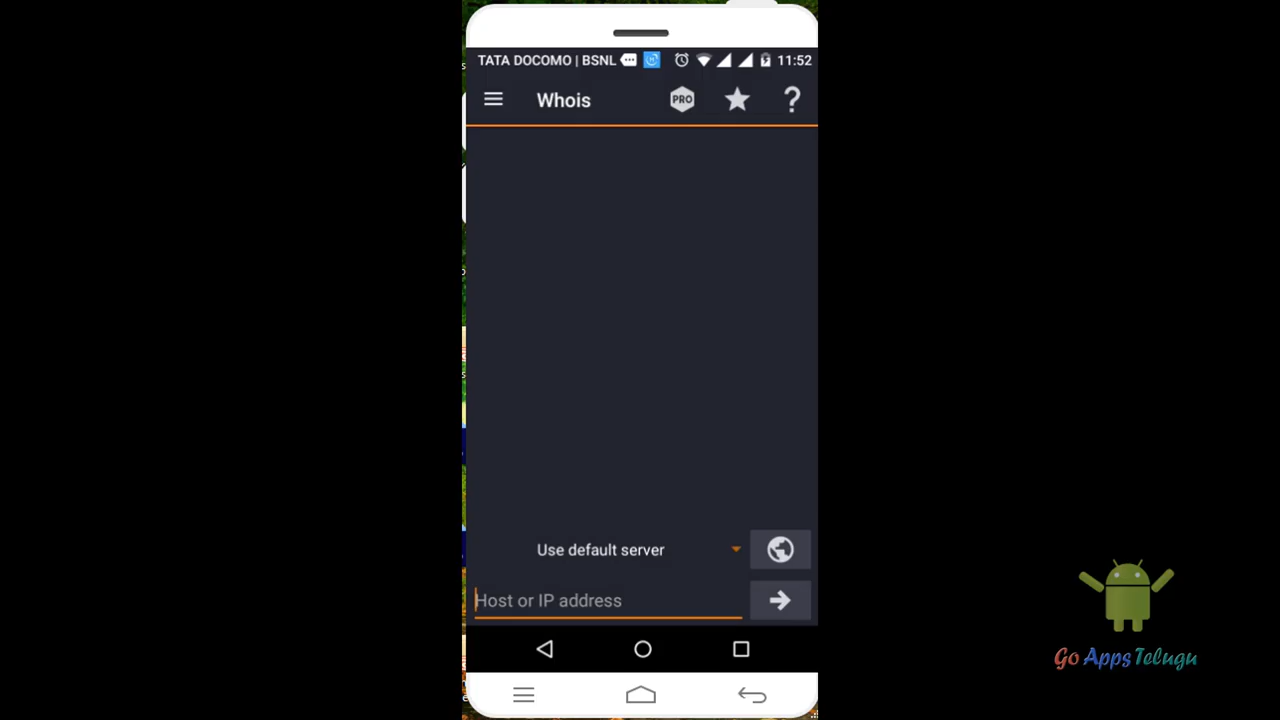 TATA DOCOMO | BSNL 11:52
Whois PRO ?
Use default server
Host or IP address
Go Apps Telugu